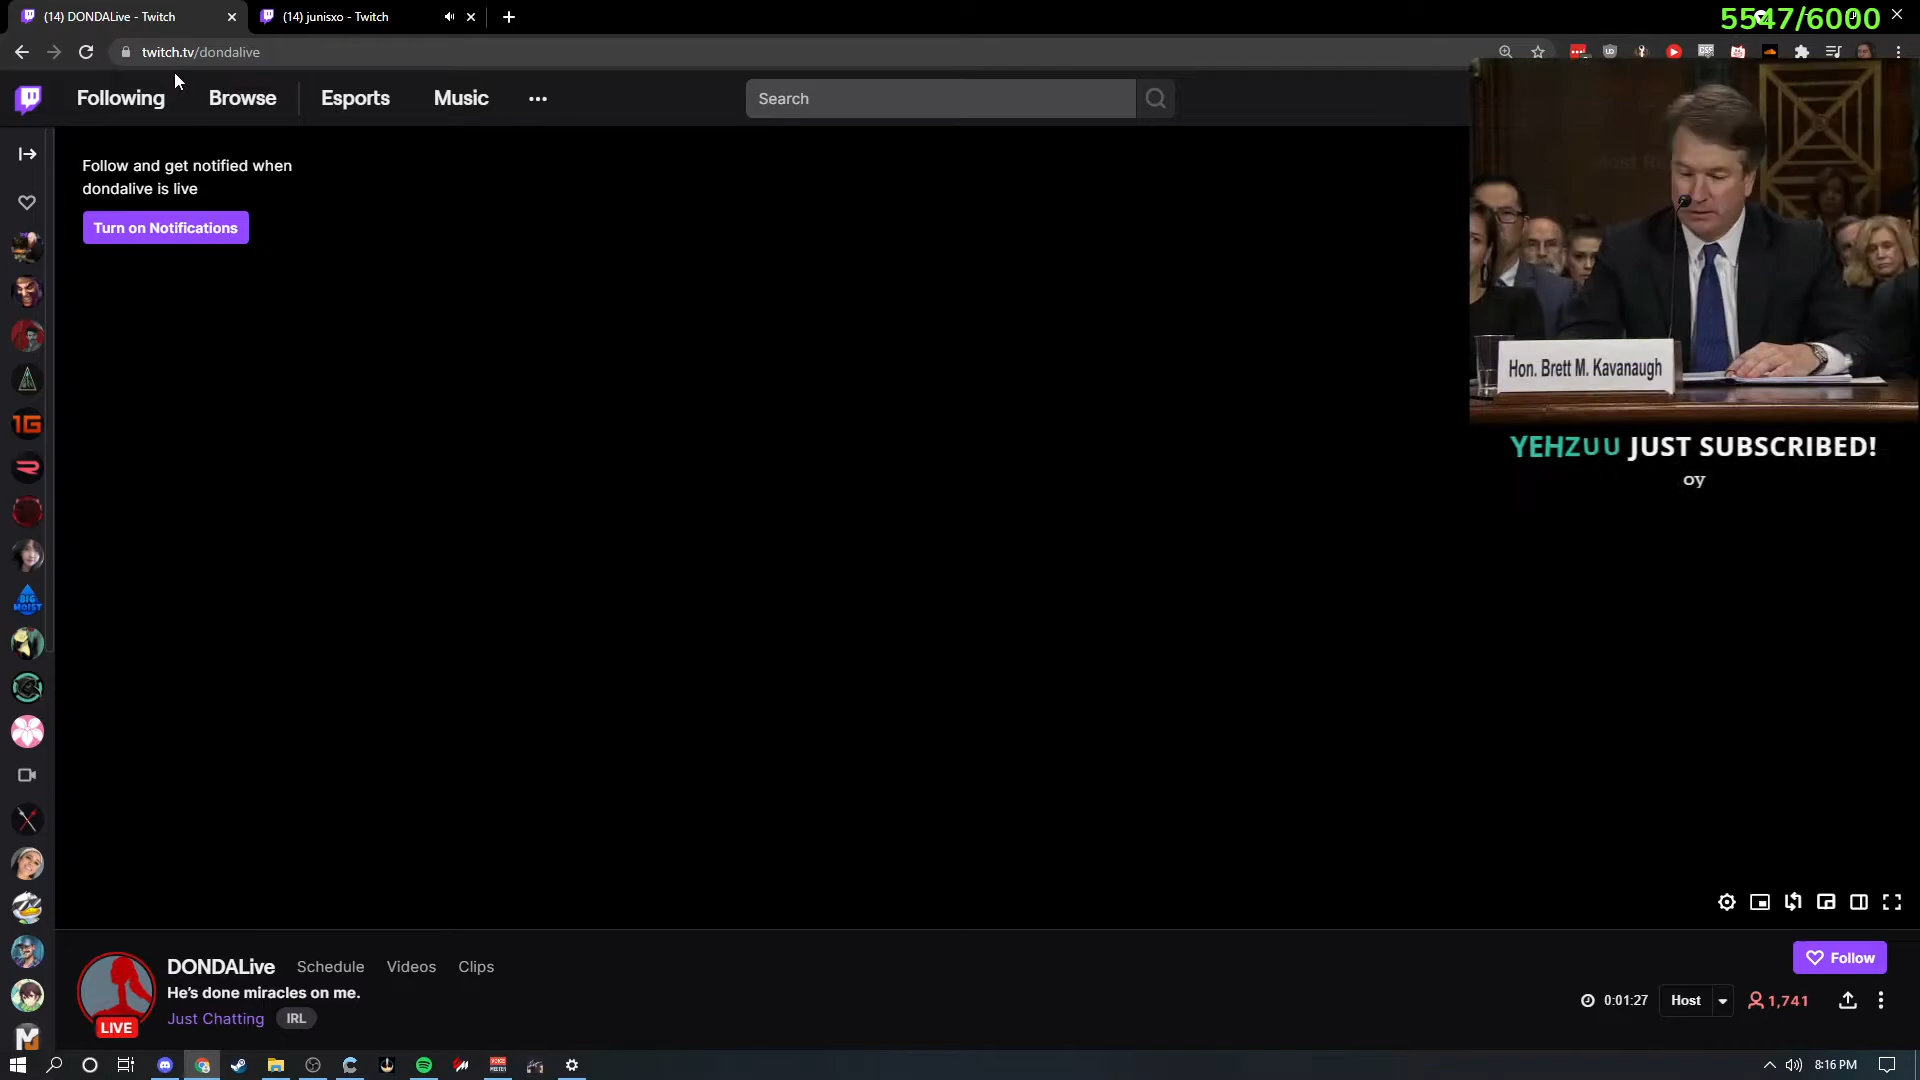 (14) DONDALive - Twitch
(14) junisxo - Twitch
5547/6000
twitch.tv/dondalive
Following
Browse
Esports
Music
Search
Follow and get notified when
dondalive is live
Turn on Notifications
Hon. Brett M. Kavanaugh
YEHZUU JUST SUBSCRIBED!
oy
1G
BIG
MOIST
DONDALive
Schedule
Videos
Clips
He's done miracles on me.
Just Chatting
IRL
LIVE
Follow
0:01:27
Host
1,741
8:16 PM